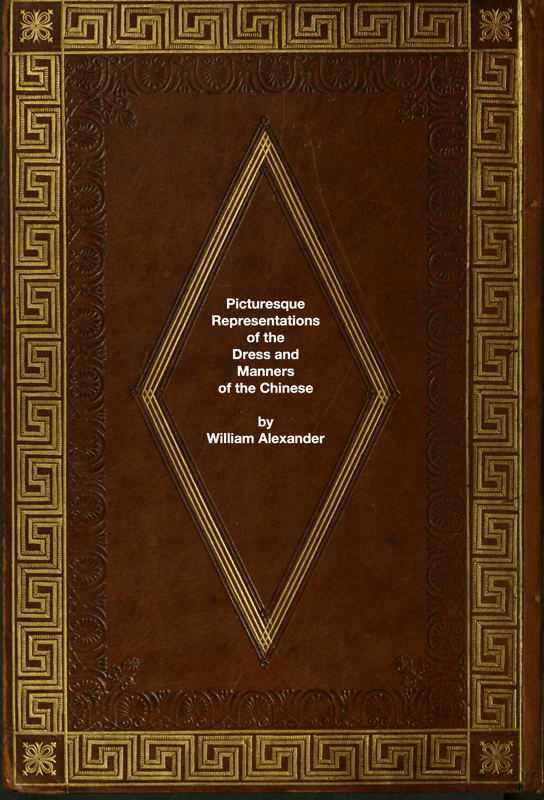 Picturesque
Representations
of the
Dress and
Manners
of the Chinese
by
William Alexander